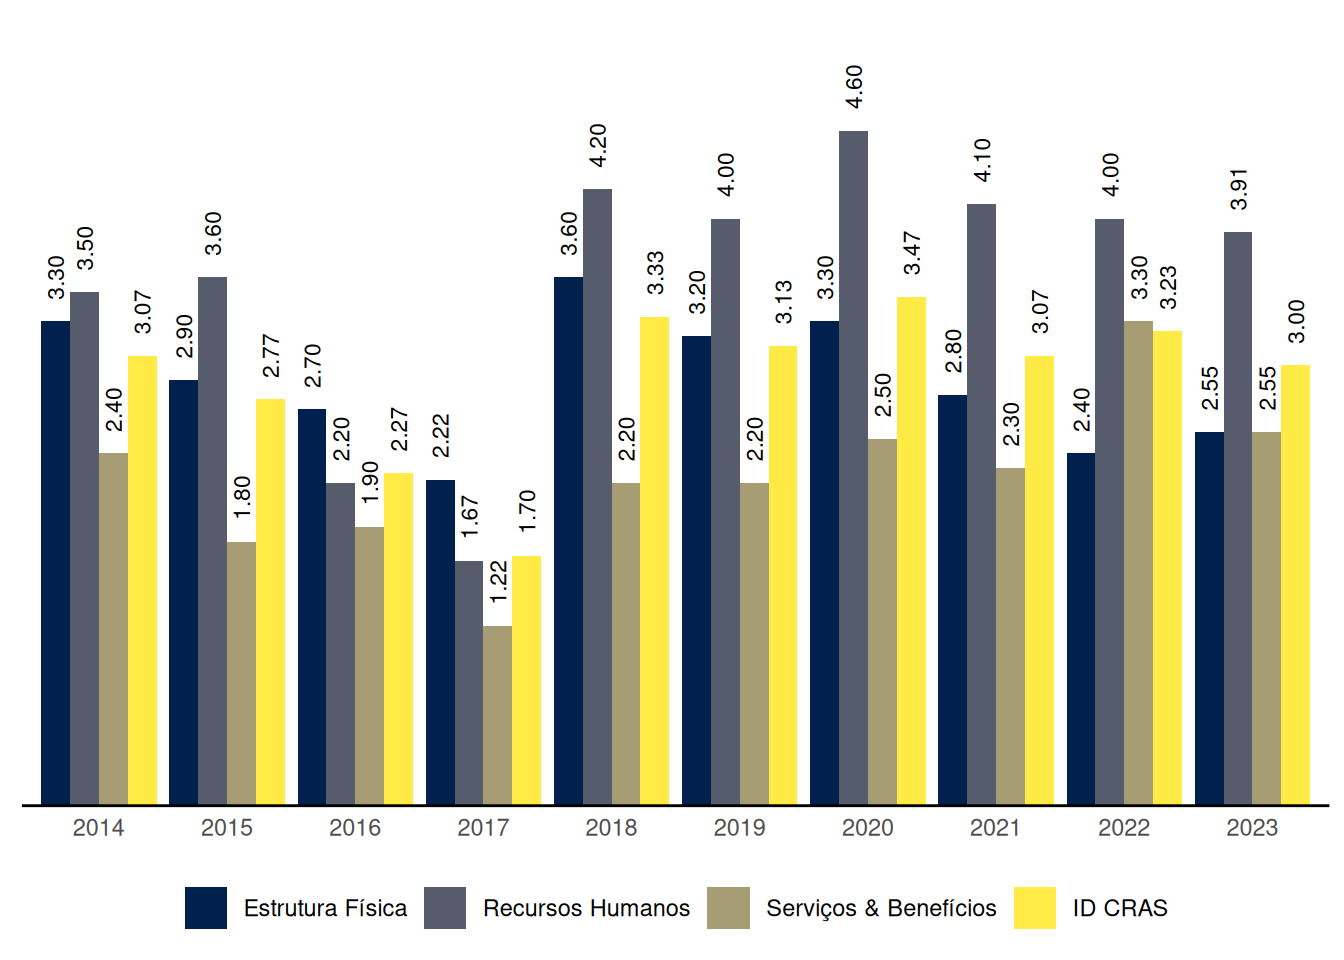 3.30 3.50 2.40 3.07
2.90 3.60 1.80 2.77
2.70 2.20 1.90 2.27
2.22 1.67 1.22 1.70
3.60 4.20 2.20 3.33
3.20 4.00 2.20 3.13
3.30 4.60 2.50 3.47
2.80 4.10 2.30 3.07
2.40 4.00 3.30 3.23
2.55 3.91 2.55 3.00
2014 2015 2016 2017 2018 2019 2020 2021 2022 2023
Estrutura Física Recursos Humanos Serviços & Benefícios ID CRAS